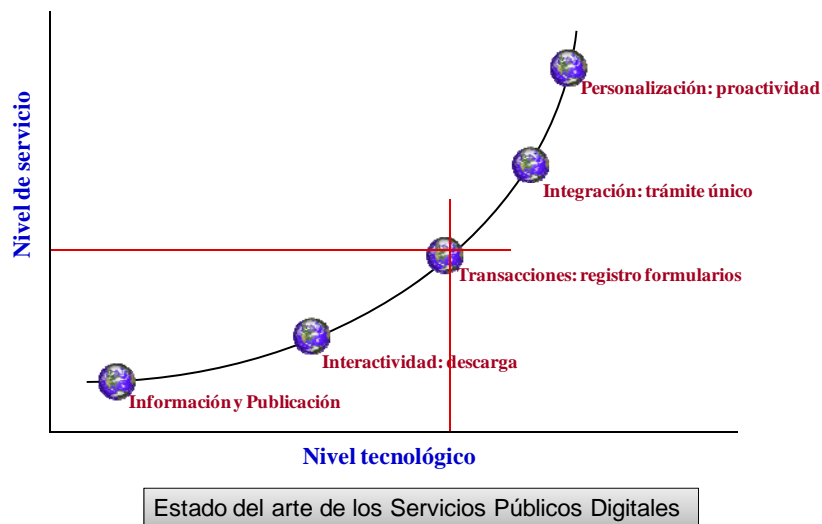 Nivel de servicio
Personalización: proactividad
Integración: trámite único
Transacciones: registro formularios
Interactividad: descarga
Información y Publicación
Nivel tecnológico
Estado del arte de los Servicios Públicos Digitales